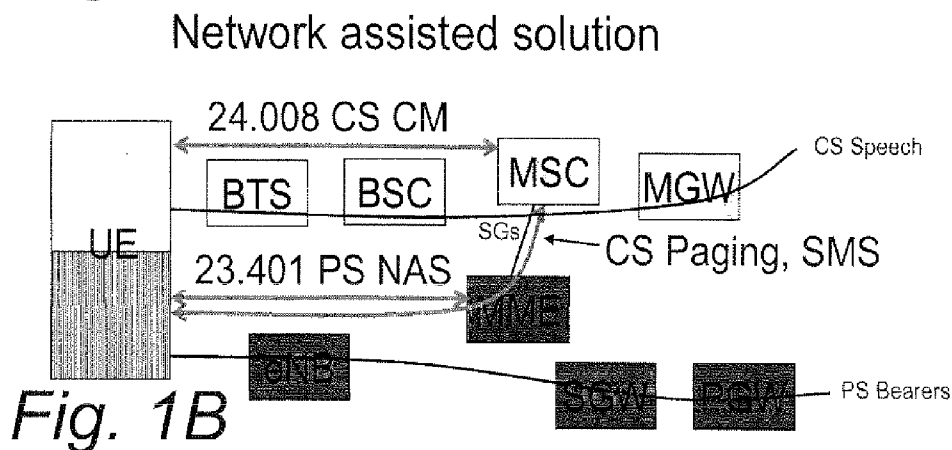 Network assisted solution
24.008 CS CM
CS Speech
BTS
BSC
MSC
MGW
UE
SGs
CS Paging, SMS
23.401 PS NAS
MME
eNB
SGW
PGW
PS Bearers
Fig. 1B